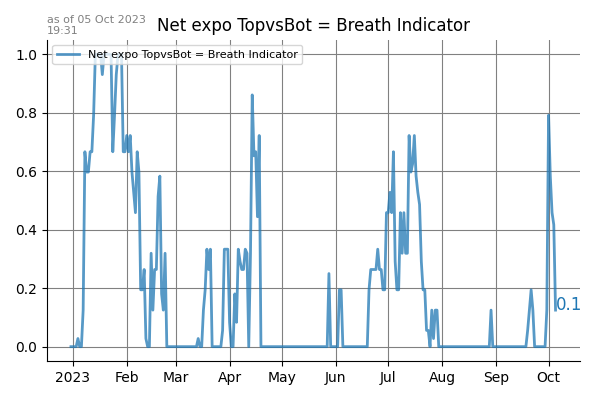 as of 05 Oct 2023
19:31
Net expo TopvsBot = Breath Indicator
Net expo TopvsBot = Breath Indicator
1.0
0.8
0.6
0.4
0.2
0.0
0.1
2023 Feb Mar Apr May Jun Jul Aug Sep Oct